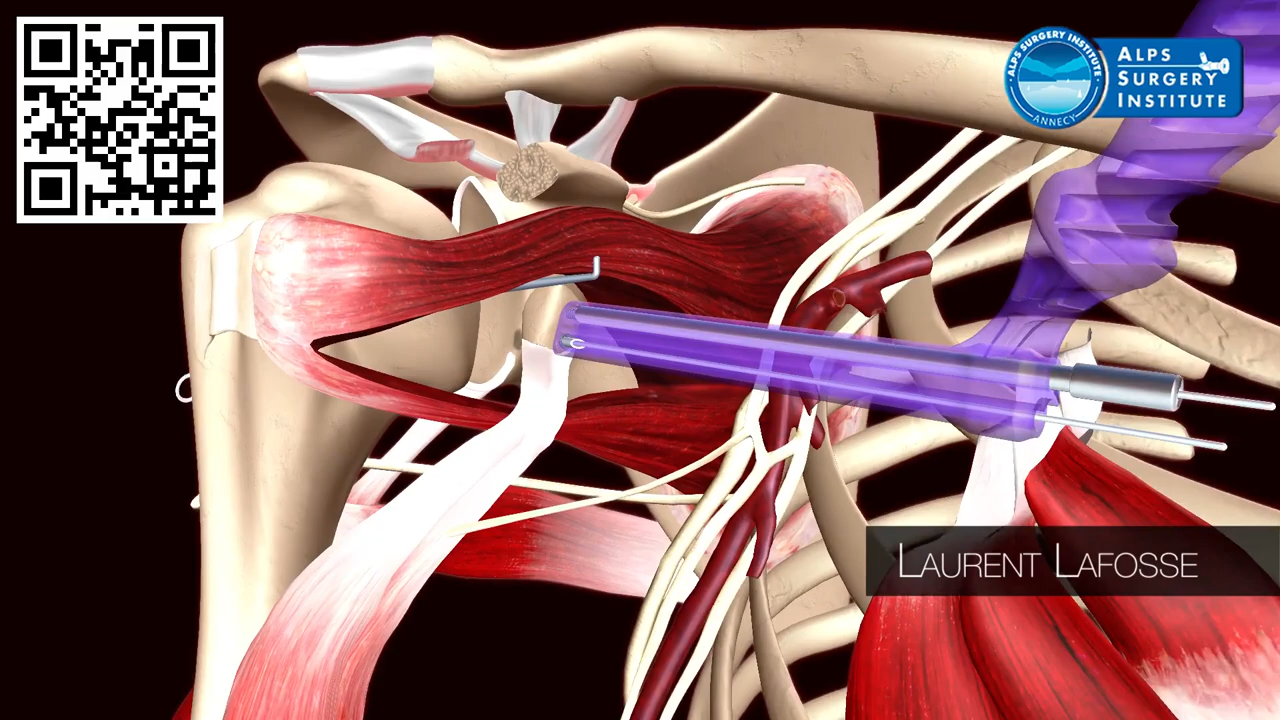 ALPS SURGERY INSTITUTE
ANNECY
ALPS
SURGERY
INSTITUTE
LAURENT LAFOSSE